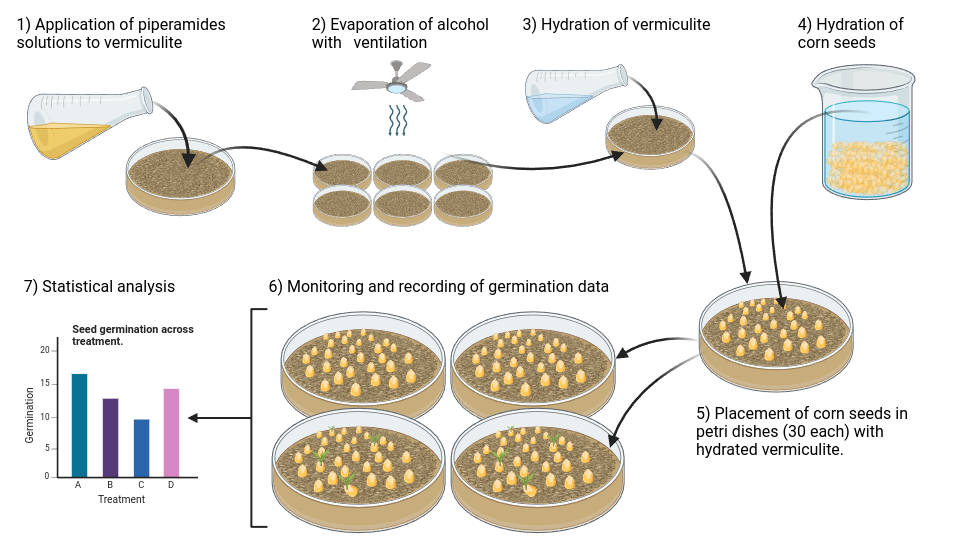 1) Application of piperamides
solutions to vermiculite
2) Evaporation of alcohol
with ventilation
3) Hydration of vermiculite
4) Hydration of
corn seeds
5) Placement of corn seeds in
petri dishes (30 each) with
hydrated vermiculite.
6) Monitoring and recording of germination data
7) Statistical analysis
Seed germination across
treatment.
Germination
20
15
10
5
0
A B C D
Treatment